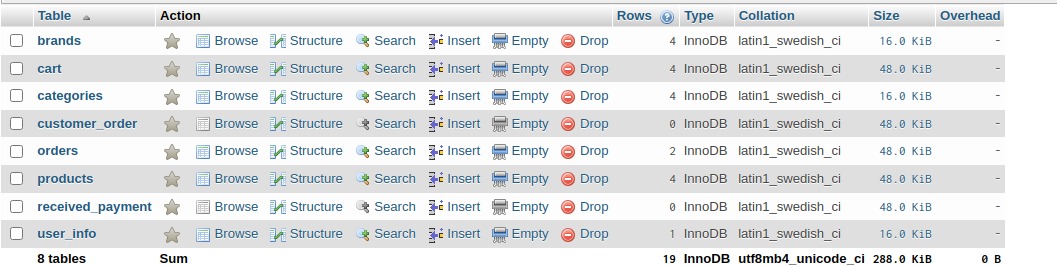 Table Action Rows Type Collation Size Overhead
brands Browse Structure Search Insert Empty Drop 4 InnoDB latin1_swedish_ci 16.0 KiB -
cart Browse Structure Search Insert Empty Drop 4 InnoDB latin1_swedish_ci 48.0 KiB -
categories Browse Structure Search Insert Empty Drop 4 InnoDB latin1_swedish_ci 16.0 KiB -
customer_order Browse Structure Search Insert Empty Drop 0 InnoDB latin1_swedish_ci 48.0 KiB -
orders Browse Structure Search Insert Empty Drop 2 InnoDB latin1_swedish_ci 48.0 KiB -
products Browse Structure Search Insert Empty Drop 4 InnoDB latin1_swedish_ci 48.0 KiB -
received_payment Browse Structure Search Insert Empty Drop 0 InnoDB latin1_swedish_ci 48.0 KiB -
user_info Browse Structure Search Insert Empty Drop 1 InnoDB latin1_swedish_ci 16.0 KiB -
8 tables Sum 19 InnoDB utf8mb4_unicode_ci 288.0 KiB 0 B